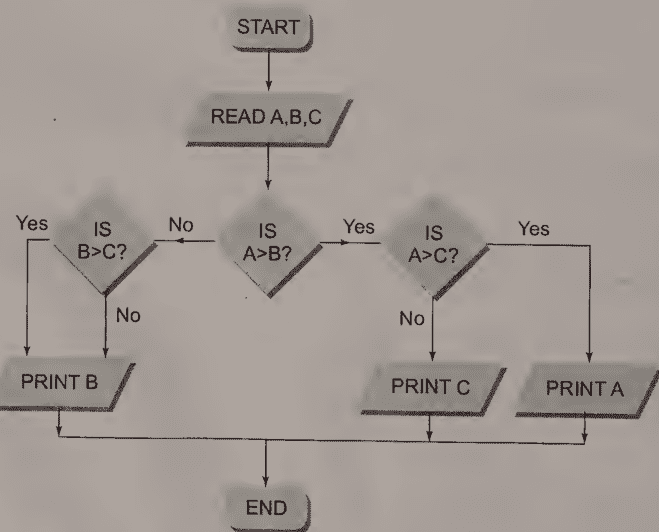 START
READ A,B,C
Yes
IS
B>C?
No
IS
A>B?
Yes
IS
A>C?
Yes
No
No
PRINT B
PRINT C
PRINT A
END